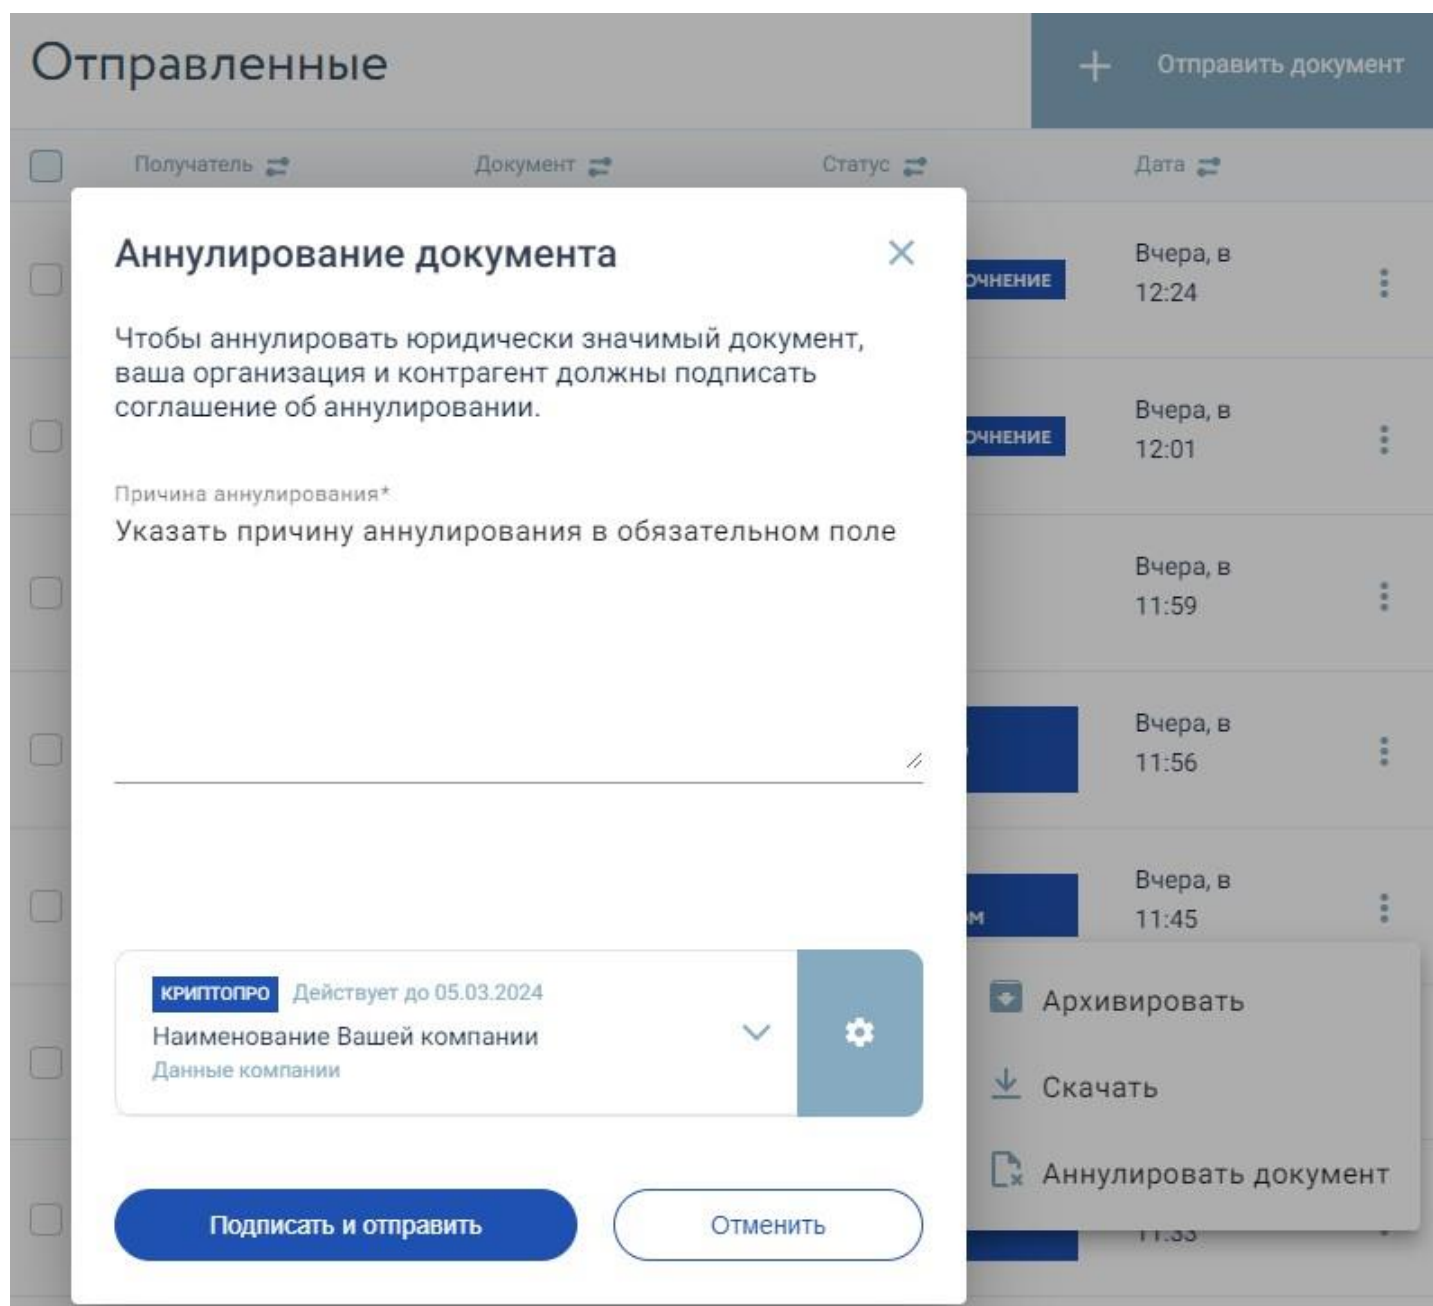 Отправленные
Отправить документ
Получатель
Документ
Статус
Дата
Аннулирование документа
Чтобы аннулировать юридически значимый документ,
ваша организация и контрагент должны подписать
соглашение об аннулировании.
Причина аннулирования*
Указать причину аннулирования в обязательном поле
КРИПТОПРО Действует до 05.03.2024
Наименование Вашей компании
Данные компании
Подписать и отправить
Отменить
ОЧНЕНИЕ
Вчера, в
12:24
ОЧНЕНИЕ
Вчера, в
12:01
Вчера, в
11:59
Вчера, в
11:56
ОМ
Вчера, в
11:45
Архивировать
Скачать
Аннулировать документ